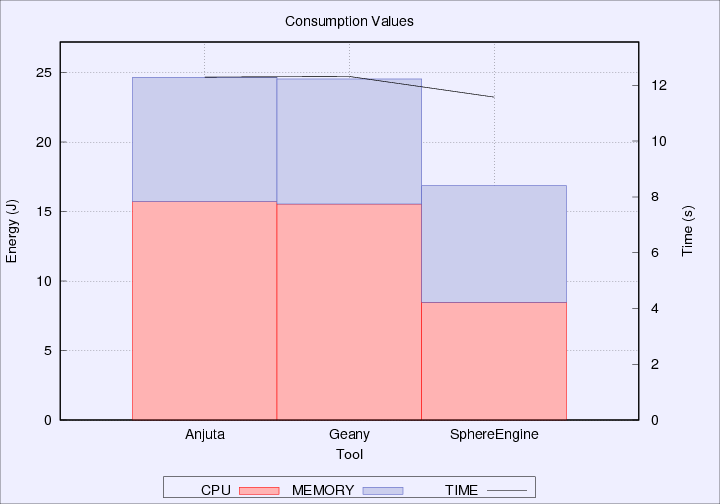 Consumption Values
25
20
15
10
5
0
Energy (J)
12
10
8
6
4
2
0
Time (s)
Anjuta Geany SphereEngine
Tool
CPU MEMORY TIME